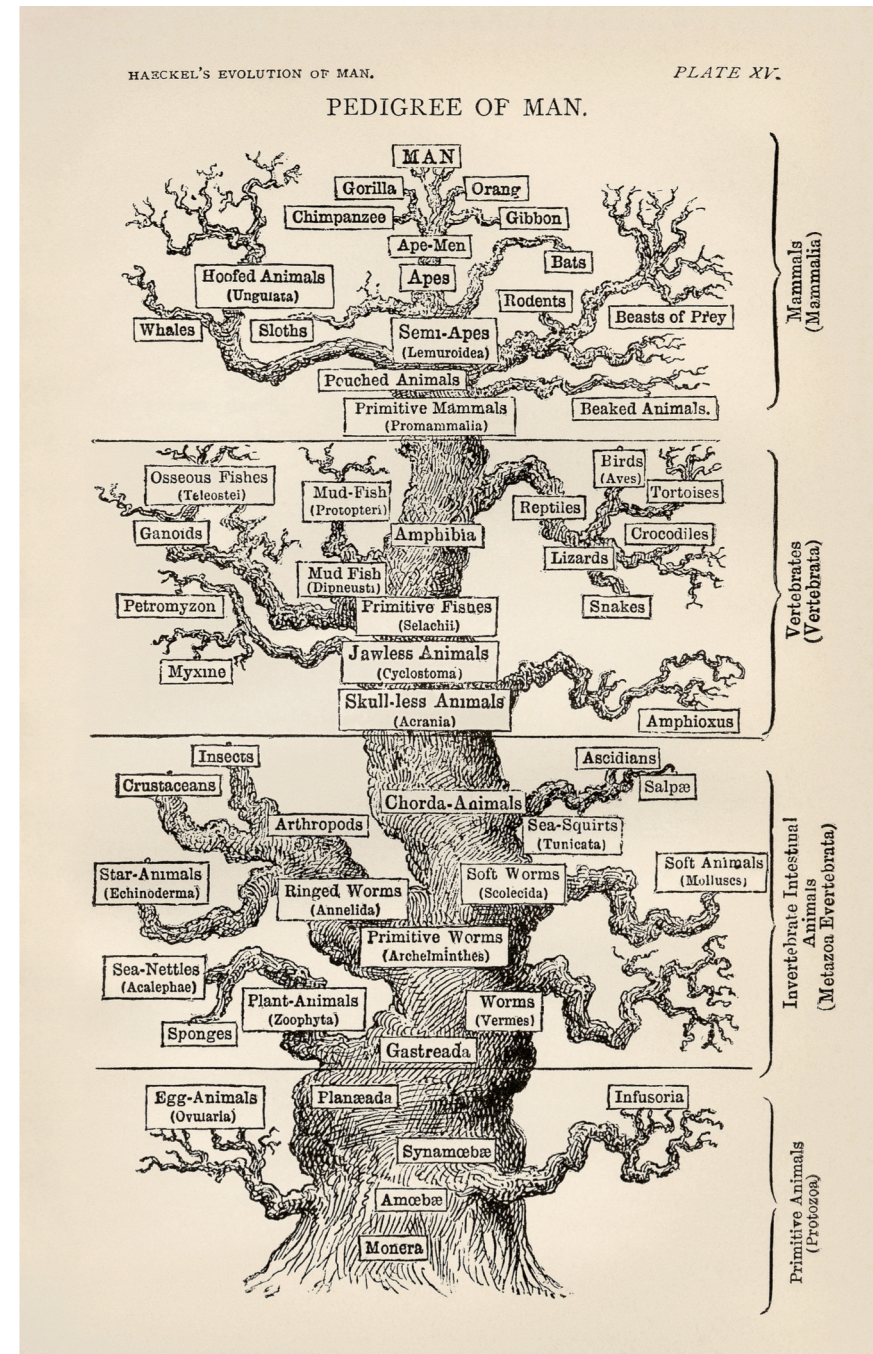 HAECKEL'S EVOLUTION OF MAN.
PLATE XV.
PEDIGREE OF MAN.
MAN
Gorilla
Orang
Chimpanzee
Gibbon
Ape-Men
Bats
Hoofed Animals
(Ungulata)
Apes
Rodents
Beasts of Prey
Whales
Sloths
Semi-Apes
(Lemuroidea)
Pouched Animals
Primitive Mammals
(Promammalia)
Beaked Animals.
Mammals
(Mammalia)
Osseous Fishes
(Teleostei)
Mud-Fish
(Protopteri)
Birds
(Aves)
Tortoises
Reptiles
Ganoids
Amphibia
Crocodiles
Lizards
Mud Fish
(Dipneusti)
Petromyzon
Primitive Fishes
(Selachii)
Snakes
Jawless Animals
(Cyclostoma)
Myxine
Skull-less Animals
(Acrania)
Amphioxus
Vertebrates
(Vertebrata)
Insects
Ascidians
Crustaceans
Salpæ
Chorda-Animals
Arthropods
Sea-Squirts
(Tunicata)
Star-Animals
(Echinoderma)
Ringed Worms
(Annelida)
Soft Worms
(Scolecida)
Soft Animals
(Molluscs)
Primitive Worms
(Archelminthes)
Sea-Nettles
(Acalephae)
Plant-Animals
(Zoophyta)
Worms
(Vermes)
Sponges
Gastreada
Invertebrate Intestinal
Animals
(Metazoa Evertebrata)
Egg-Animals
(Ovularia)
Planæada
Infusoria
Synamœbæ
Amœbæ
Monera
Primitive Animals
(Protozoa)